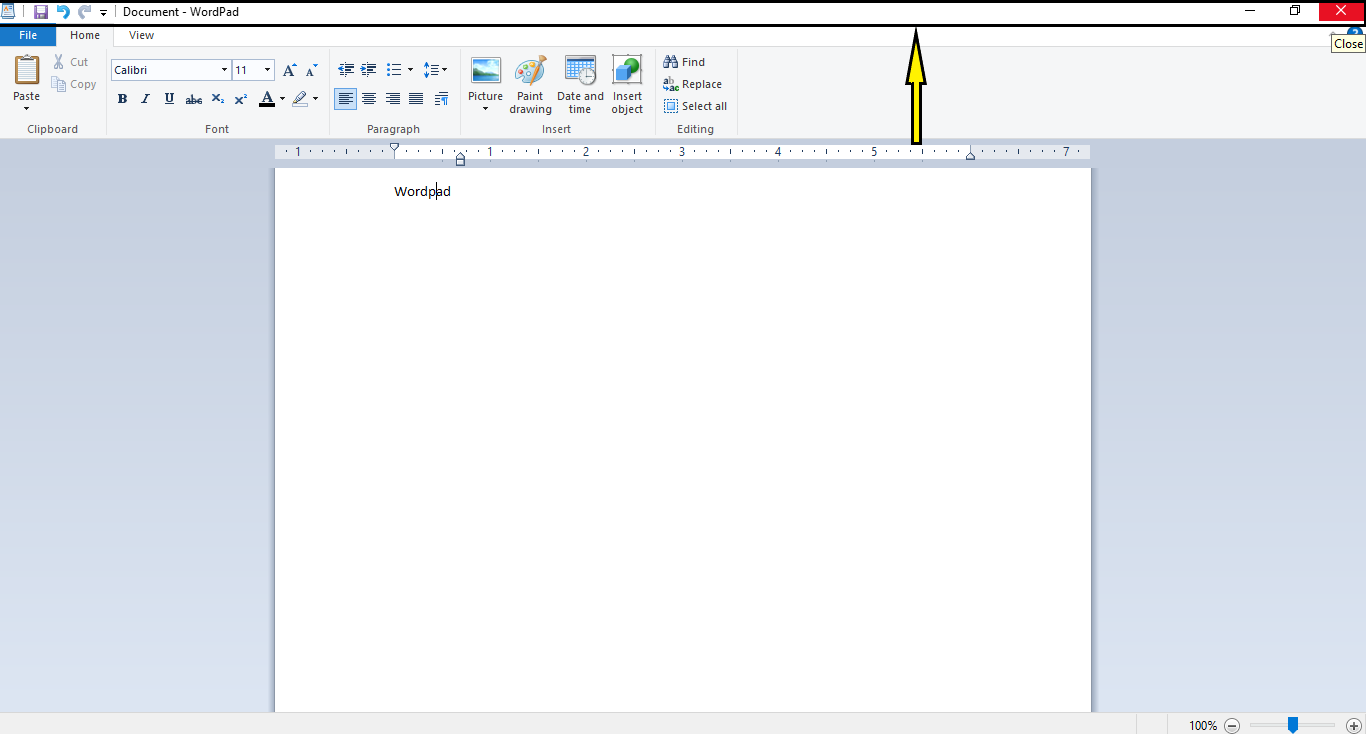 Document - WordPad
File Home View
Close
Paste
Cut
Copy
Clipboard
Calibri 11
B I U abc X₂ X²
A
Font
Paragraph
Picture
Paint drawing
Date and time
Insert object
Insert
Find
Replace
Select all
Editing
1 1 2 3 4 5 7
Wordpad
100%